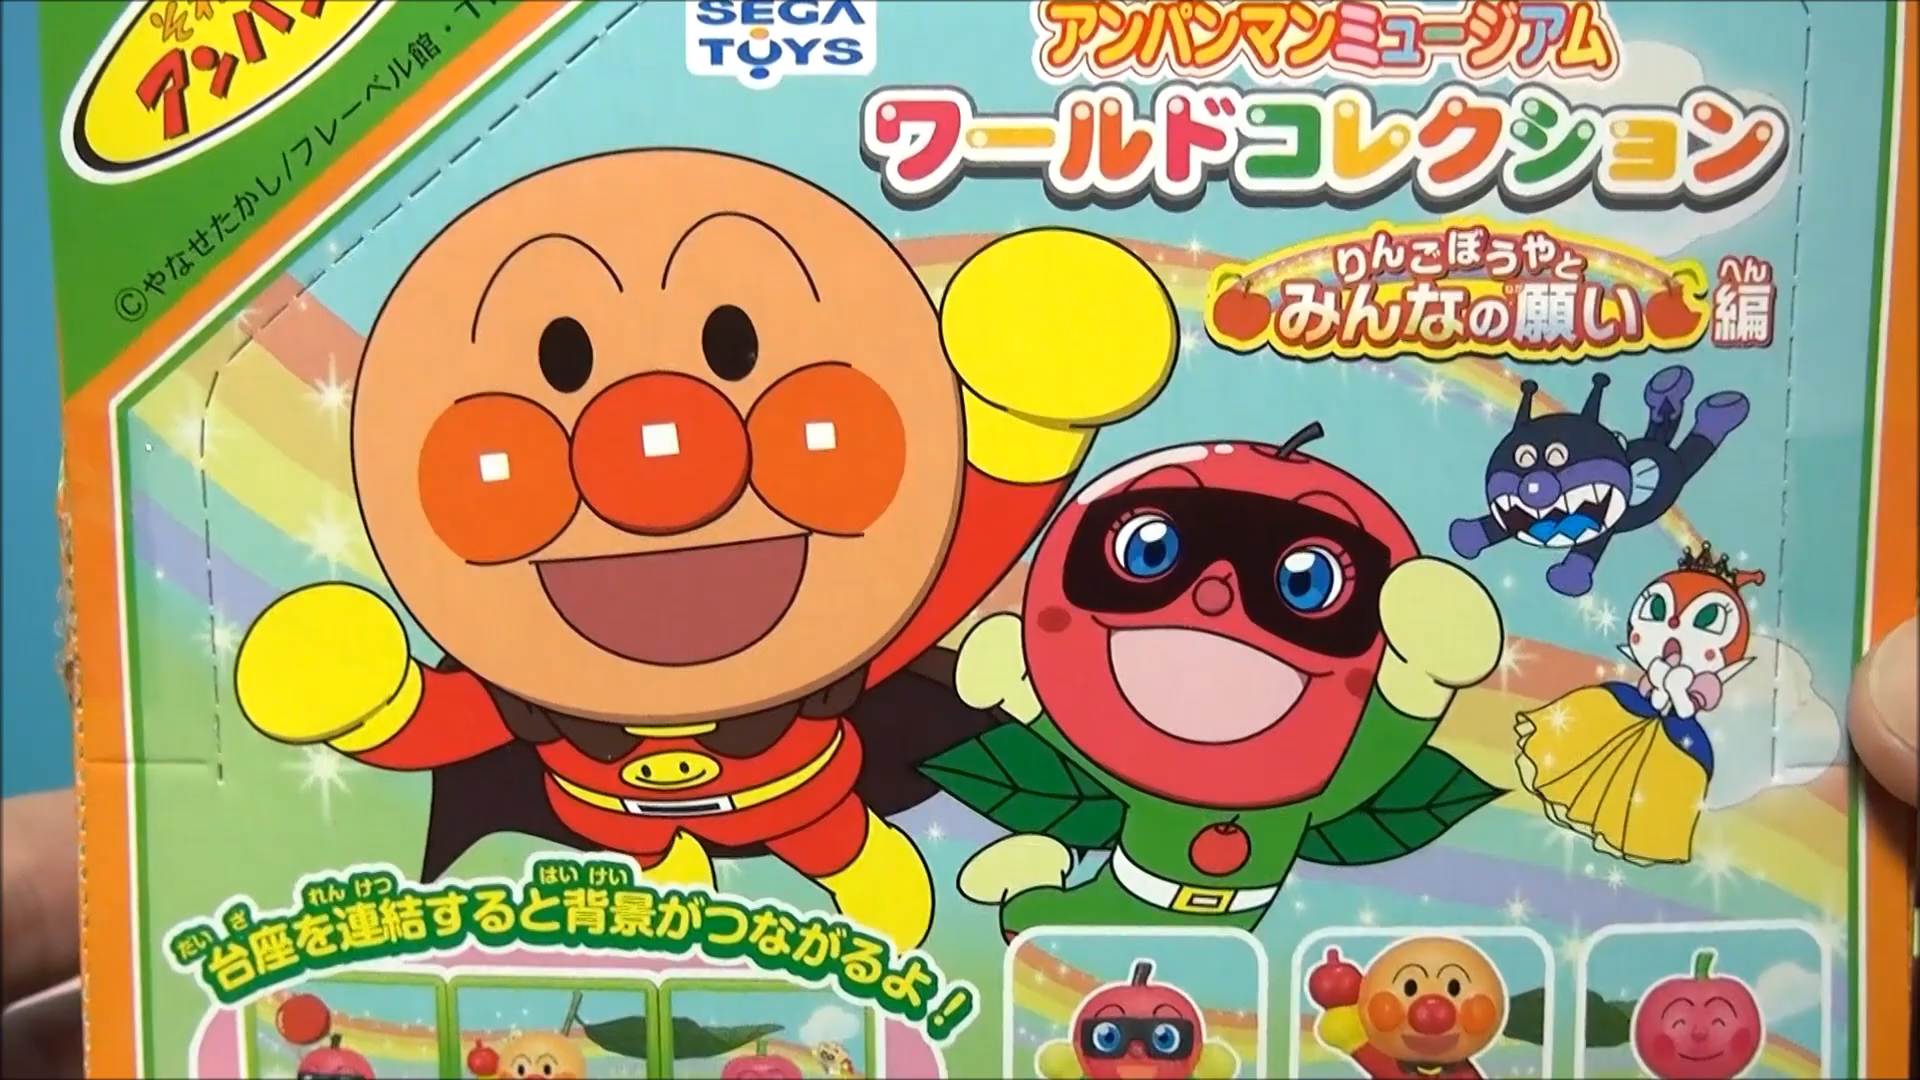 アンパン
©やなせたかし/フレーベル館・T
SEGA
TOYS
アンパンマンミュージアム
ワールドコレクション
りんごぼうやと
みんなの願い
ねが
へん
編
だい ざ れん けつ はい けい
台座を連結すると背景がつながるよ!